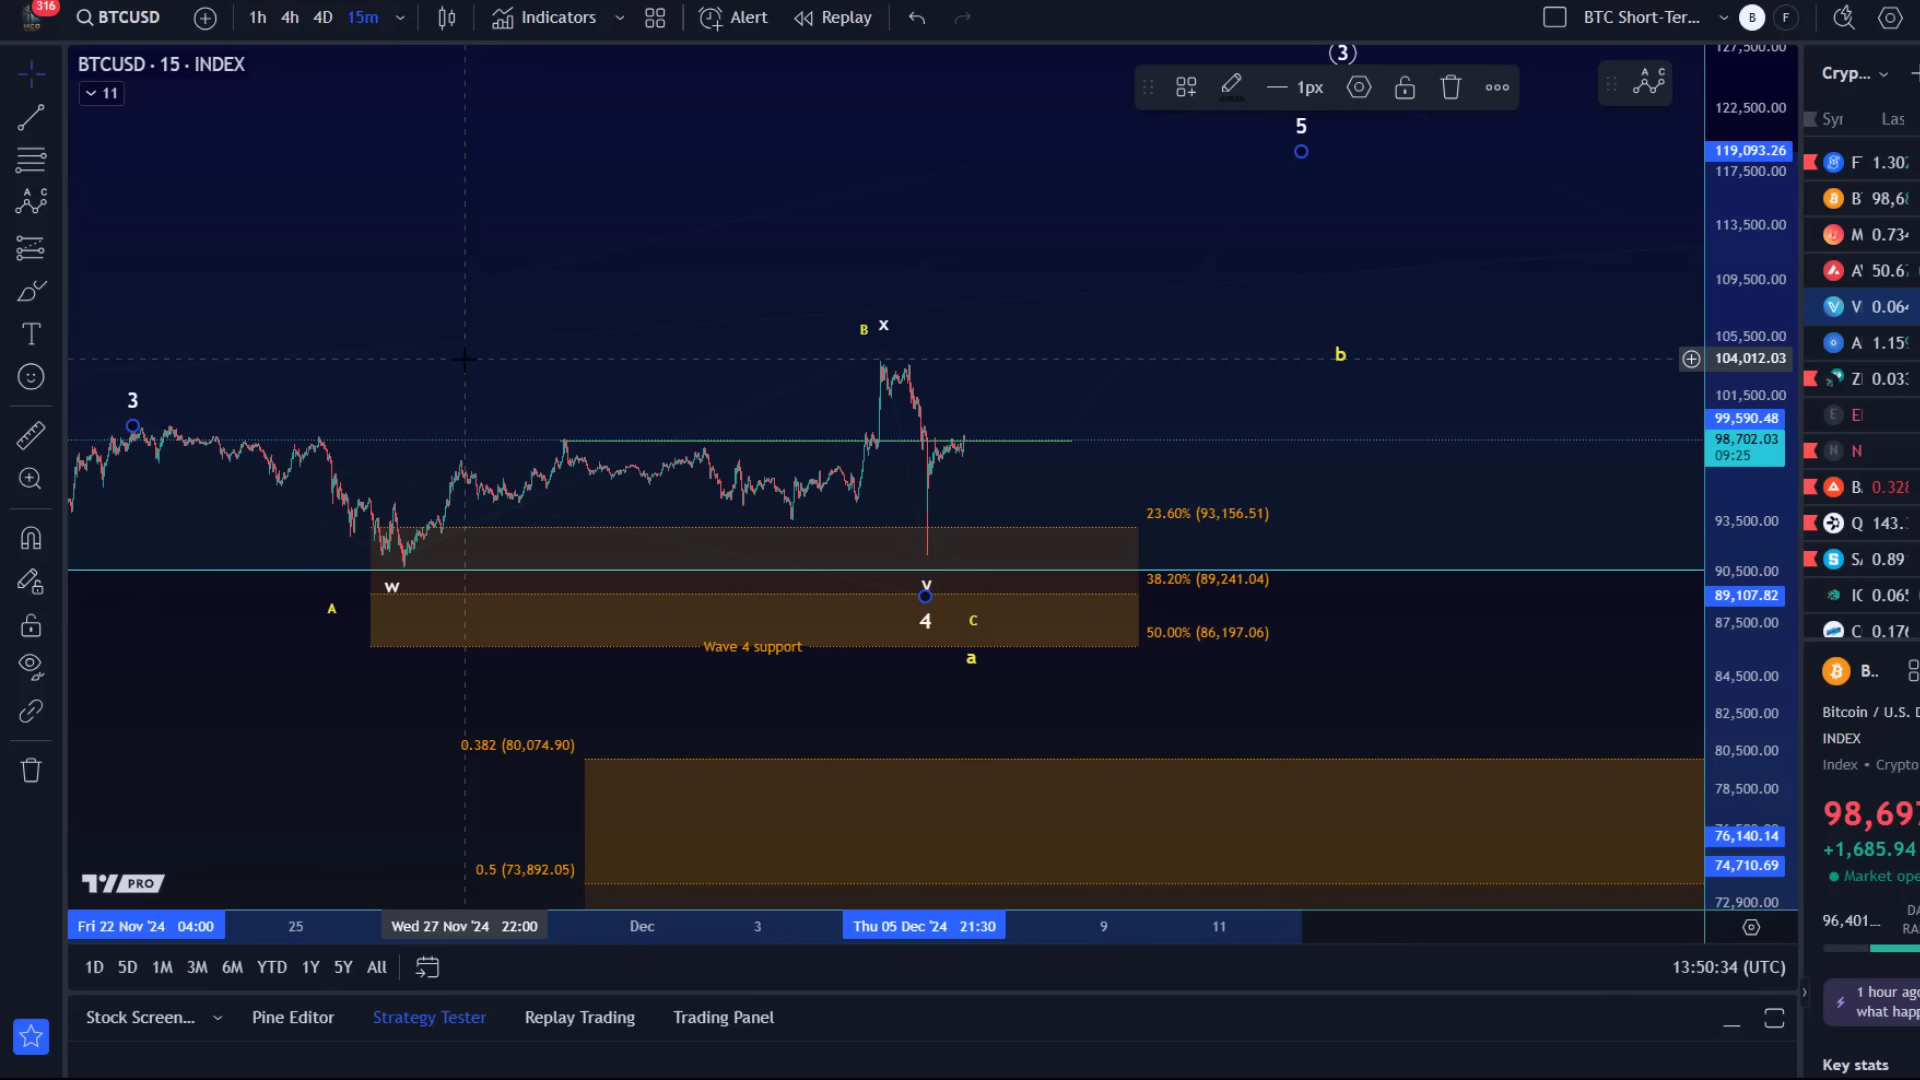 316
BTCUSD
1h 4h 4D 15m
Indicators
Alert
Replay
BTC Short-Ter...
B
F
BTCUSD · 15 · INDEX
11
(3)
1px
A C
5
B x
b
3
w
A
v
4
C
a
23.60% (93,156.51)
38.20% (89,241.04)
50.00% (86,197.06)
Wave 4 support
0.382 (80,074.90)
0.5 (73,892.05)
127,500.00
122,500.00
119,093.26
117,500.00
113,500.00
109,500.00
105,500.00
104,012.03
101,500.00
99,590.48
98,702.03
09:25
93,500.00
90,500.00
89,107.82
87,500.00
84,500.00
82,500.00
80,500.00
78,500.00
76,140.14
74,710.69
72,900.00
PRO
Fri 22 Nov '24 04:00
25
Wed 27 Nov '24 22:00
Dec
3
Thu 05 Dec '24 21:30
9
11
1D 5D 1M 3M 6M YTD 1Y 5Y All
13:50:34 (UTC)
Stock Screen... Pine Editor Strategy Tester Replay Trading Trading Panel
Cryp...
Syr Las
F 1.30
B 98,6
M 0.73
A 50.6
V 0.06
A 1.15
Z 0.03
E
N
B. 0.328
Q 143.
S 0.89
IC 0.06
C 0.17
B..
Bitcoin / U.S. D
INDEX
Index • Crypto
98,697
+1,685.94
Market ope
96,401...
DA
RA
1 hour ago
what happ
Key stats